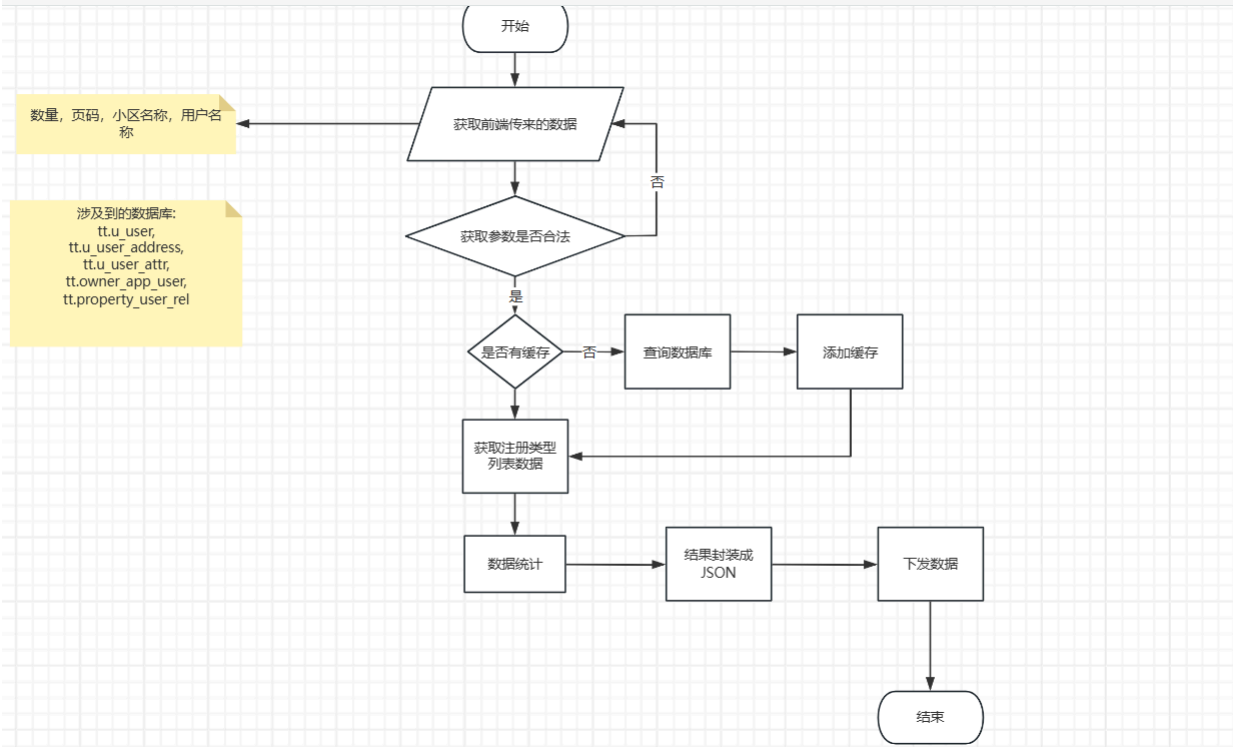 开始
数量，页码，小区名称，用户名
称
获取前端传来的数据
否
涉及到的数据库:
tt.u_user,
tt.u_user_address,
tt.u_user_attr,
tt.owner_app_user,
tt.property_user_rel
获取参数是否合法
是
是否有缓存
否
查询数据库
添加缓存
获取注册类型
列表数据
数据统计
结果封装成
JSON
下发数据
结束